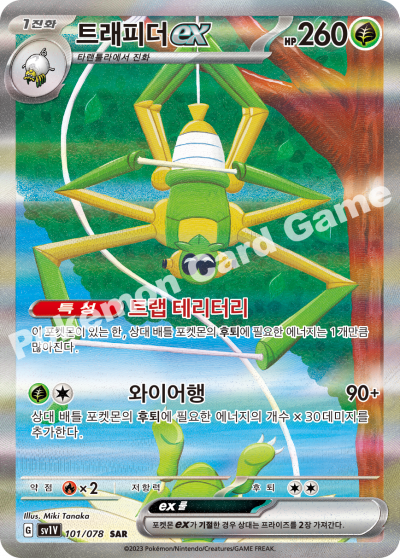 1진화
트래피더 ex
HP 260
타랜툴라에서 진화
Pokémon Card Game
특성 트랩 테리터리
이 포켓몬이 있는 한, 상대 배틀 포켓몬의 후퇴에 필요한 에너지는 1개만큼
많아진다.
와이어행 90+
상대 배틀 포켓몬의 후퇴에 필요한 에너지의 개수 ×30데미지를
추가한다.
약점 ×2 저항력 후퇴
Illus. Miki Tanaka
ex 룰
포켓몬 ex가 기절한 경우 상대는 프라이즈를 2장 가져간다.
G sv1V 101/078 SAR
©2023 Pokémon/Nintendo/Creatures/GAME FREAK.